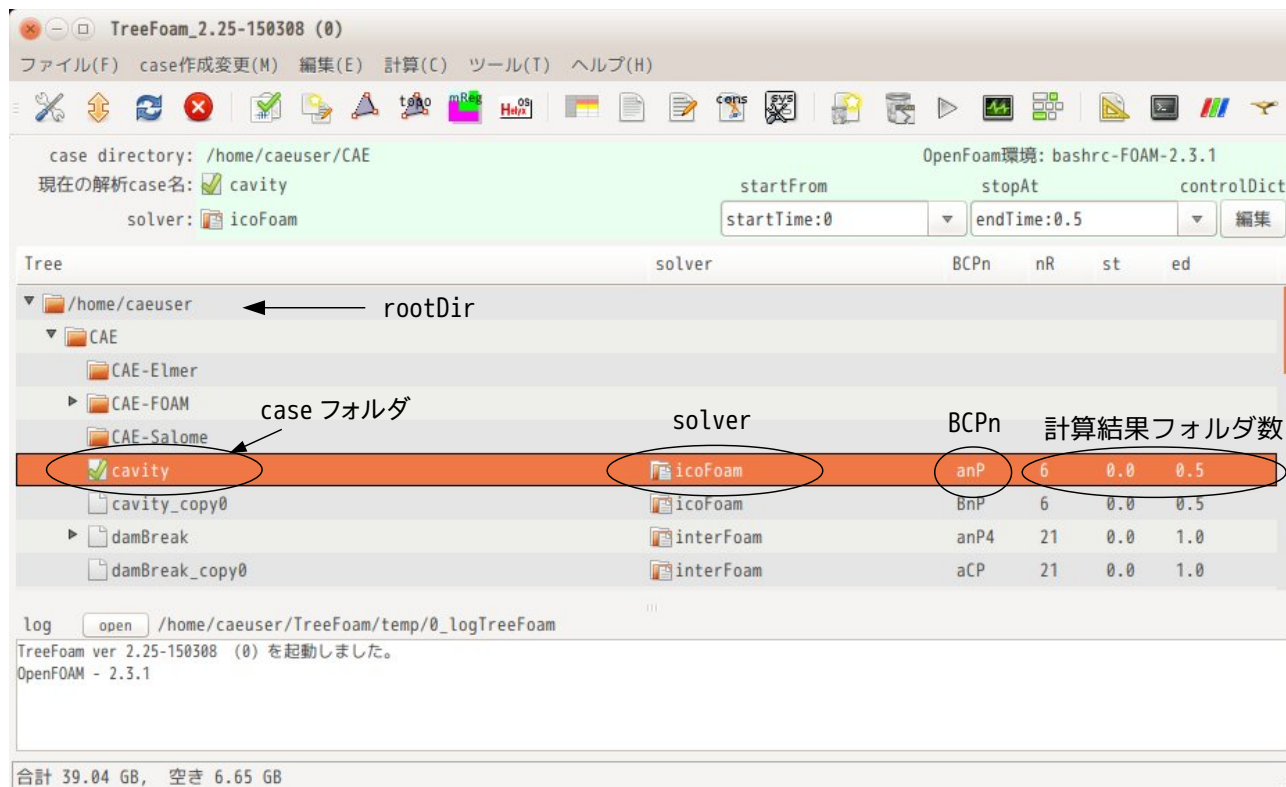 TreeFoam_2.25-150308 (0)
ファイル(F) case作成変更(M) 編集(E) 計算(C) ツール(T) ヘルプ(H)
topo mReg Helyx OS cons sys
case directory: /home/caeuser/CAE OpenFoam環境: bashrc-FOAM-2.3.1
現在の解析case名: cavity startFrom stopAt controlDict
solver: icoFoam startTime:0 endTime:0.5 編集
Tree solver BCPn nR st ed
/home/caeuser rootDir
CAE
CAE-Elmer
CAE-FOAM case フォルダ solver BCPn 計算結果フォルダ数
CAE-Salome
cavity icoFoam anP 6 0.0 0.5
cavity_copy0 icoFoam BnP 6 0.0 0.5
damBreak interFoam anP4 21 0.0 1.0
damBreak_copy0 interFoam aCP 21 0.0 1.0
log open /home/caeuser/TreeFoam/temp/0_logTreeFoam
TreeFoam ver 2.25-150308 (0) を起動しました。
OpenFOAM - 2.3.1
合計 39.04 GB, 空き 6.65 GB